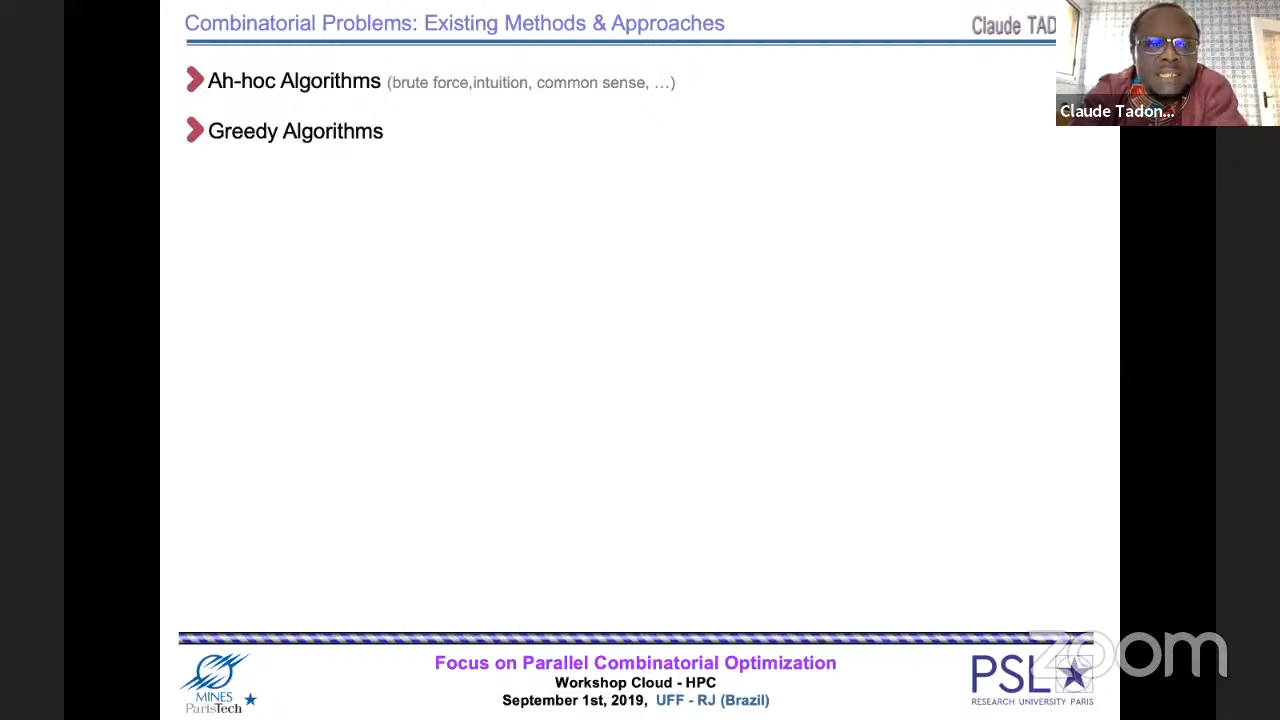 Combinatorial Problems: Existing Methods & Approaches
Claude TAD
Ah-hoc Algorithms (brute force,intuition, common sense, …)
Greedy Algorithms
Claude Tadon...
Focus on Parallel Combinatorial Optimization
Workshop Cloud - HPC
September 1st, 2019, UFF - RJ (Brazil)
MINES
ParisTech
PSL
RESEARCH UNIVERSITY PARIS
zoom